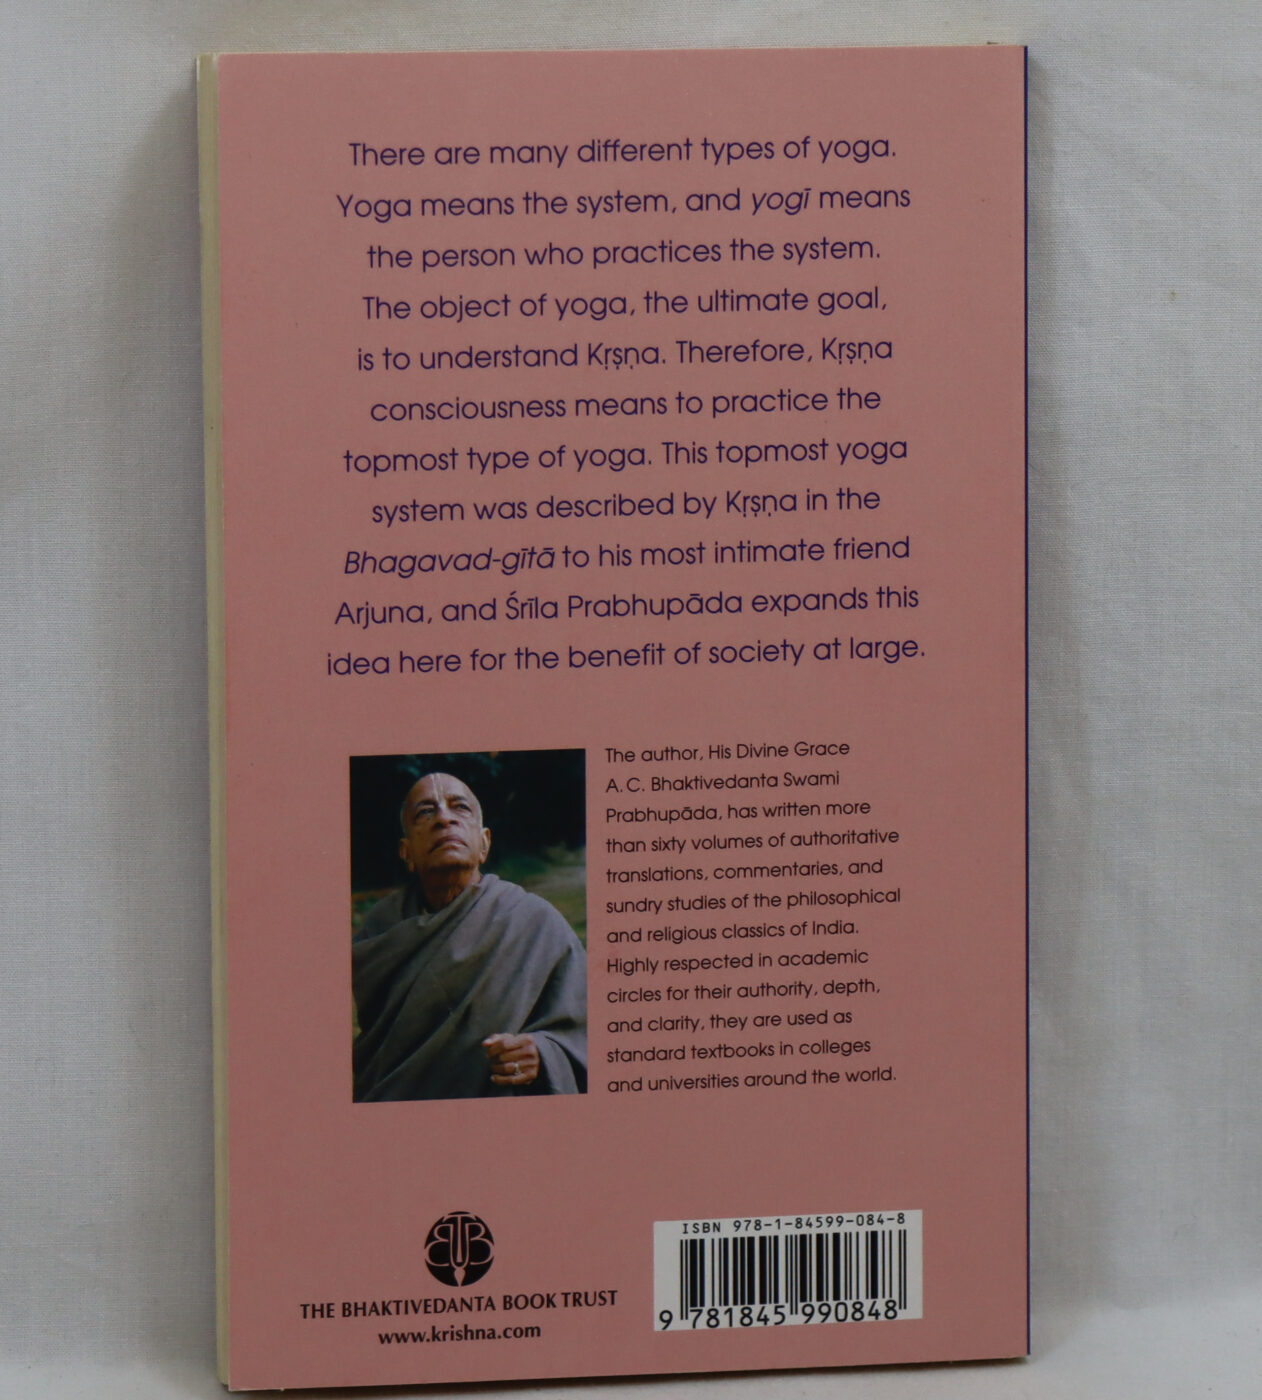 There are many different types of yoga.
Yoga means the system, and yogī means
the person who practices the system.
The object of yoga, the ultimate goal,
is to understand Kṛṣṇa. Therefore, Kṛṣṇa
consciousness means to practice the
topmost type of yoga. This topmost yoga
system was described by Kṛṣṇa in the
Bhagavad-gītā to his most intimate friend
Arjuna, and Śrīla Prabhupāda expands this
idea here for the benefit of society at large.
The author, His Divine Grace
A.C. Bhaktivedanta Swami
Prabhupāda, has written more
than sixty volumes of authoritative
translations, commentaries, and
sundry studies of the philosophical
and religious classics of India.
Highly respected in academic
circles for their authority, depth,
and clarity, they are used as
standard textbooks in colleges
and universities around the world.
BTB
THE BHAKTIVEDANTA BOOK TRUST
www.krishna.com
ISBN 978-1-84599-084-8
9 781845 990848